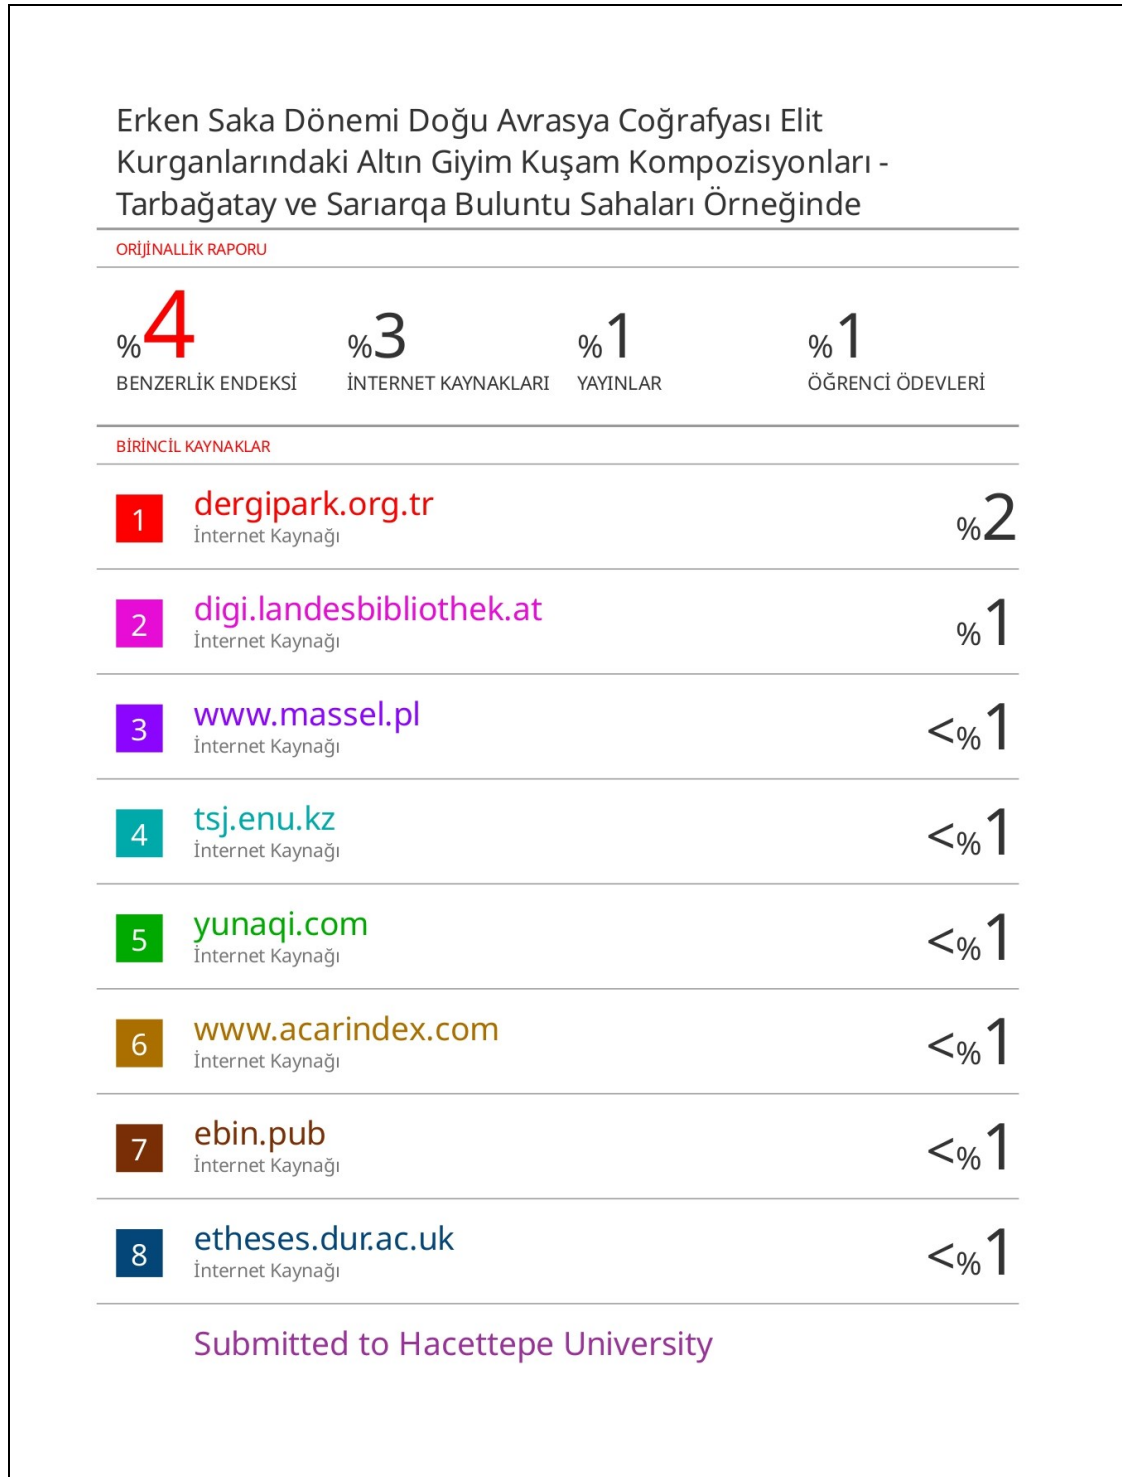 Erken Saka Dönemi Doğu Avrasya Coğrafyası Elit
Kurganlarındaki Altın Giyim Kuşam Kompozisyonları -
Tarbağatay ve Sarıarqa Buluntu Sahaları Örneğinde
ORİJİNALLİK RAPORU
%4 %3 %1 %1
BENZERLİK ENDEKSİ İNTERNET KAYNAKLARI YAYINLAR ÖĞRENCİ ÖDEVLERİ
BİRİNCİL KAYNAKLAR
1 dergipark.org.tr %2
İnternet Kaynağı
2 digi.landesbibliothek.at %1
İnternet Kaynağı
3 www.massel.pl <%1
İnternet Kaynağı
4 tsj.enu.kz <%1
İnternet Kaynağı
5 yunaqi.com <%1
İnternet Kaynağı
6 www.acarindex.com <%1
İnternet Kaynağı
7 ebin.pub <%1
İnternet Kaynağı
8 etheses.dur.ac.uk <%1
İnternet Kaynağı
Submitted to Hacettepe University